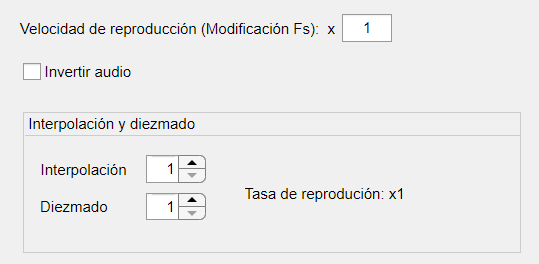 Velocidad de reproducción (Modificación Fs): x 1
Invertir audio
Interpolación y diezmado
Interpolación 1
Tasa de reprodución: x1
Diezmado 1